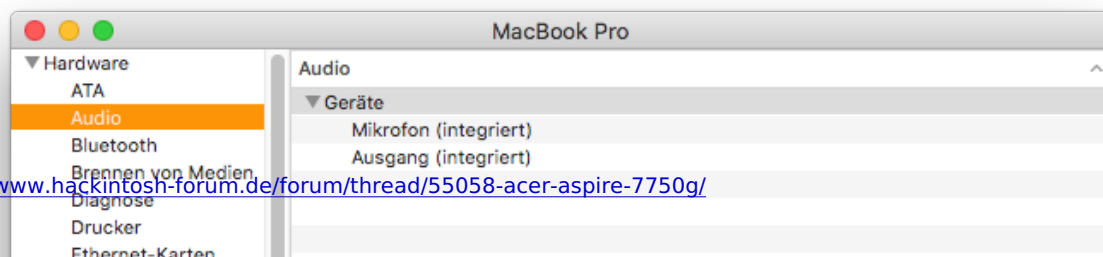 MacBook Pro
Hardware
ATA
Audio
Bluetooth
Brennen von Medien
Diagnose
Drucker
Ethernet-Karten
Audio
Geräte
Mikrofon (integriert)
Ausgang (integriert)
www.hackintosh-forum.de/forum/thread/55058-acer-aspire-7750g/